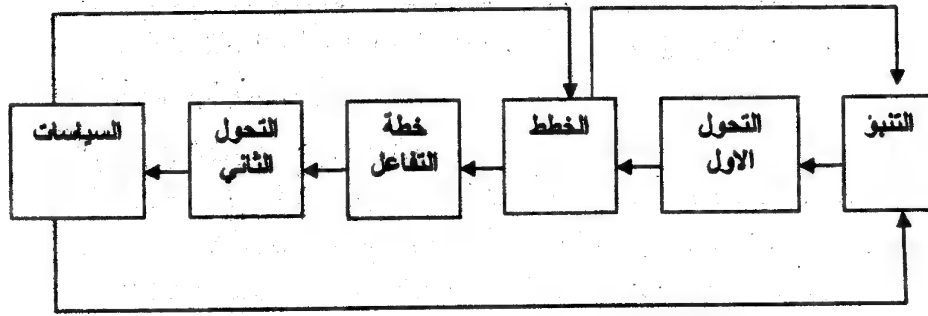 التنبؤ
التحول
الاول
الخطط
خطة
التفاعل
التحول
الثاني
السياسات